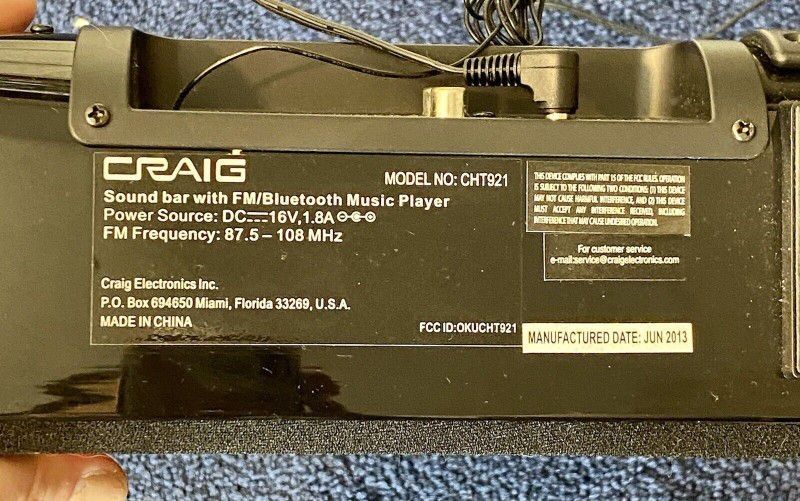 CRAIG
MODEL NO: CHT921
Sound bar with FM/Bluetooth Music Player
Power Source: DC 16V,1.8A
FM Frequency: 87.5 – 108 MHz
Craig Electronics Inc.
P.O. Box 694650 Miami, Florida 33269, U.S.A.
MADE IN CHINA
FCC ID:OKUCHT921
THIS DEVICE COMPLIES WITH PART 15 OF THE FCC RULES. OPERATION
IS SUBJECT TO THE FOLLOWING TWO CONDITIONS: (1) THIS DEVICE
MAY NOT CAUSE HARMFUL INTERFERENCE, AND (2) THIS DEVICE
MUST ACCEPT ANY INTERFERENCE RECEIVED, INCLUDING
INTERFERENCE THAT MAY CAUSE UNDESIRED OPERATION.
For customer service
e-mail:service@craigelectronics.com
MANUFACTURED DATE: JUN 2013